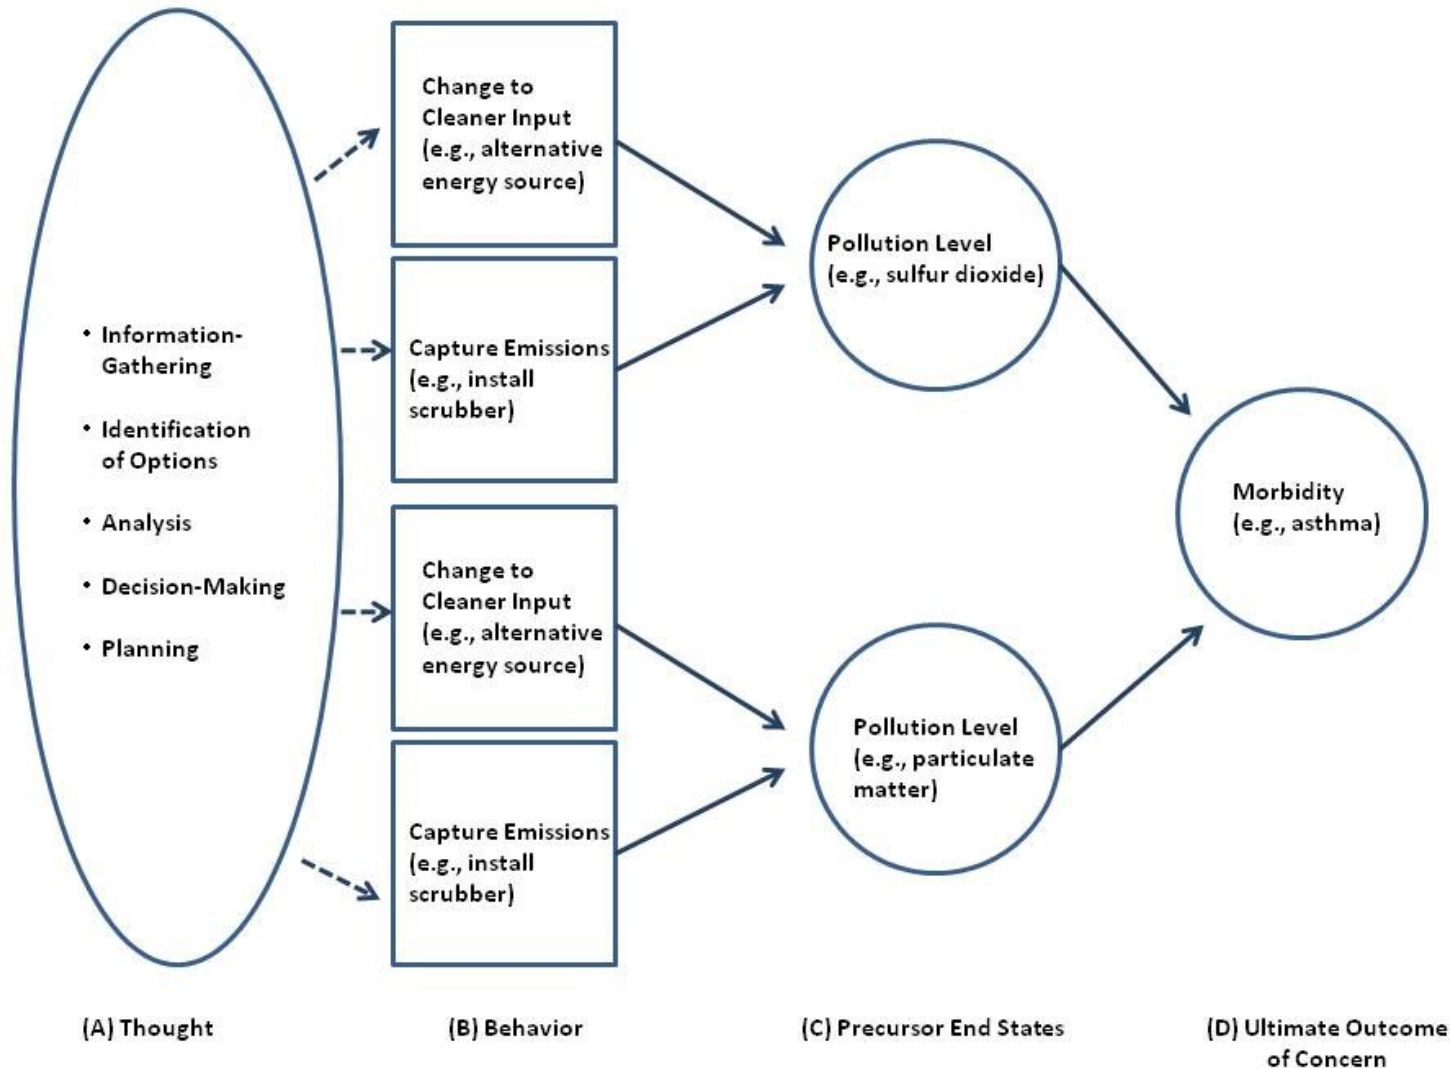 • Information-
Gathering
• Identification
of Options
• Analysis
• Decision-Making
• Planning
Change to
Cleaner Input
(e.g., alternative
energy source)
Capture Emissions
(e.g., install
scrubber)
Change to
Cleaner Input
(e.g., alternative
energy source)
Capture Emissions
(e.g., install
scrubber)
Pollution Level
(e.g., sulfur dioxide)
Pollution Level
(e.g., particulate
matter)
Morbidity
(e.g., asthma)
(A) Thought
(B) Behavior
(C) Precursor End States
(D) Ultimate Outcome
of Concern